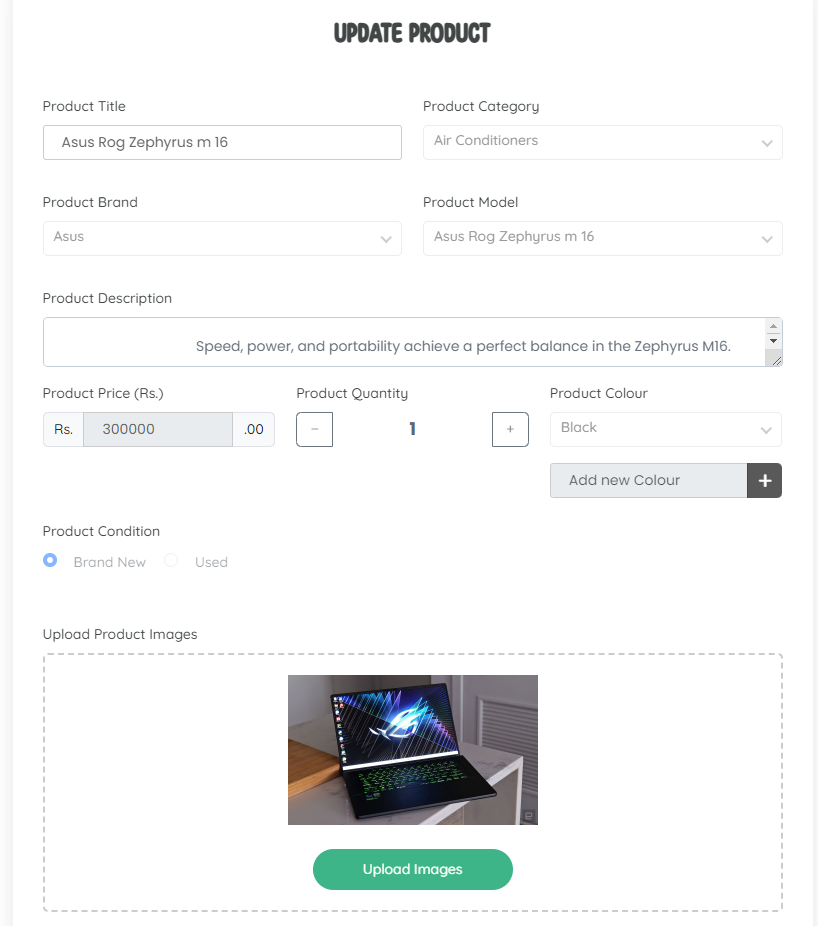 UPDATE PRODUCT
Product Title
Product Category
Asus Rog Zephyrus m 16
Air Conditioners
Product Brand
Product Model
Asus
Asus Rog Zephyrus m 16
Product Description
Speed, power, and portability achieve a perfect balance in the Zephyrus M16.
Product Price (Rs.)
Product Quantity
Product Colour
Rs. 300000 .00
− 1 +
Black
Add new Colour +
Product Condition
Brand New
Used
Upload Product Images
Upload Images